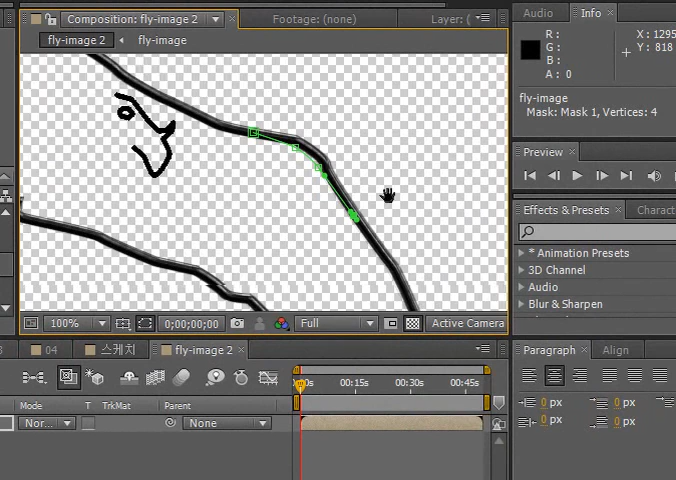 Composition: fly-image 2
Footage: (none)
Layer: (
fly-image 2
fly-image
100%
0;00;00;00
Full
Active Camera
Audio
Info
R :
G :
B :
A : 0
X : 1295
Y : 818
fly-image
Mask: Mask 1, Vertices: 4
Preview
Effects & Presets
Charact
* Animation Presets
3D Channel
Audio
Blur & Sharpen
3
04
스케치
fly-image 2
Mode
T
TrkMat
Parent
Nor...
None
00:15s
00:30s
00:45s
Paragraph
Align
0 px
0 px
0 px
0 px